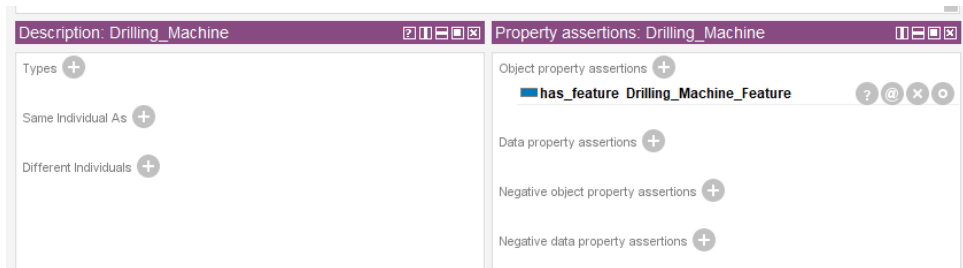 Description: Drilling_Machine
Types
Same Individual As
Different Individuals
Property assertions: Drilling_Machine
Object property assertions
has_feature Drilling_Machine_Feature
Data property assertions
Negative object property assertions
Negative data property assertions